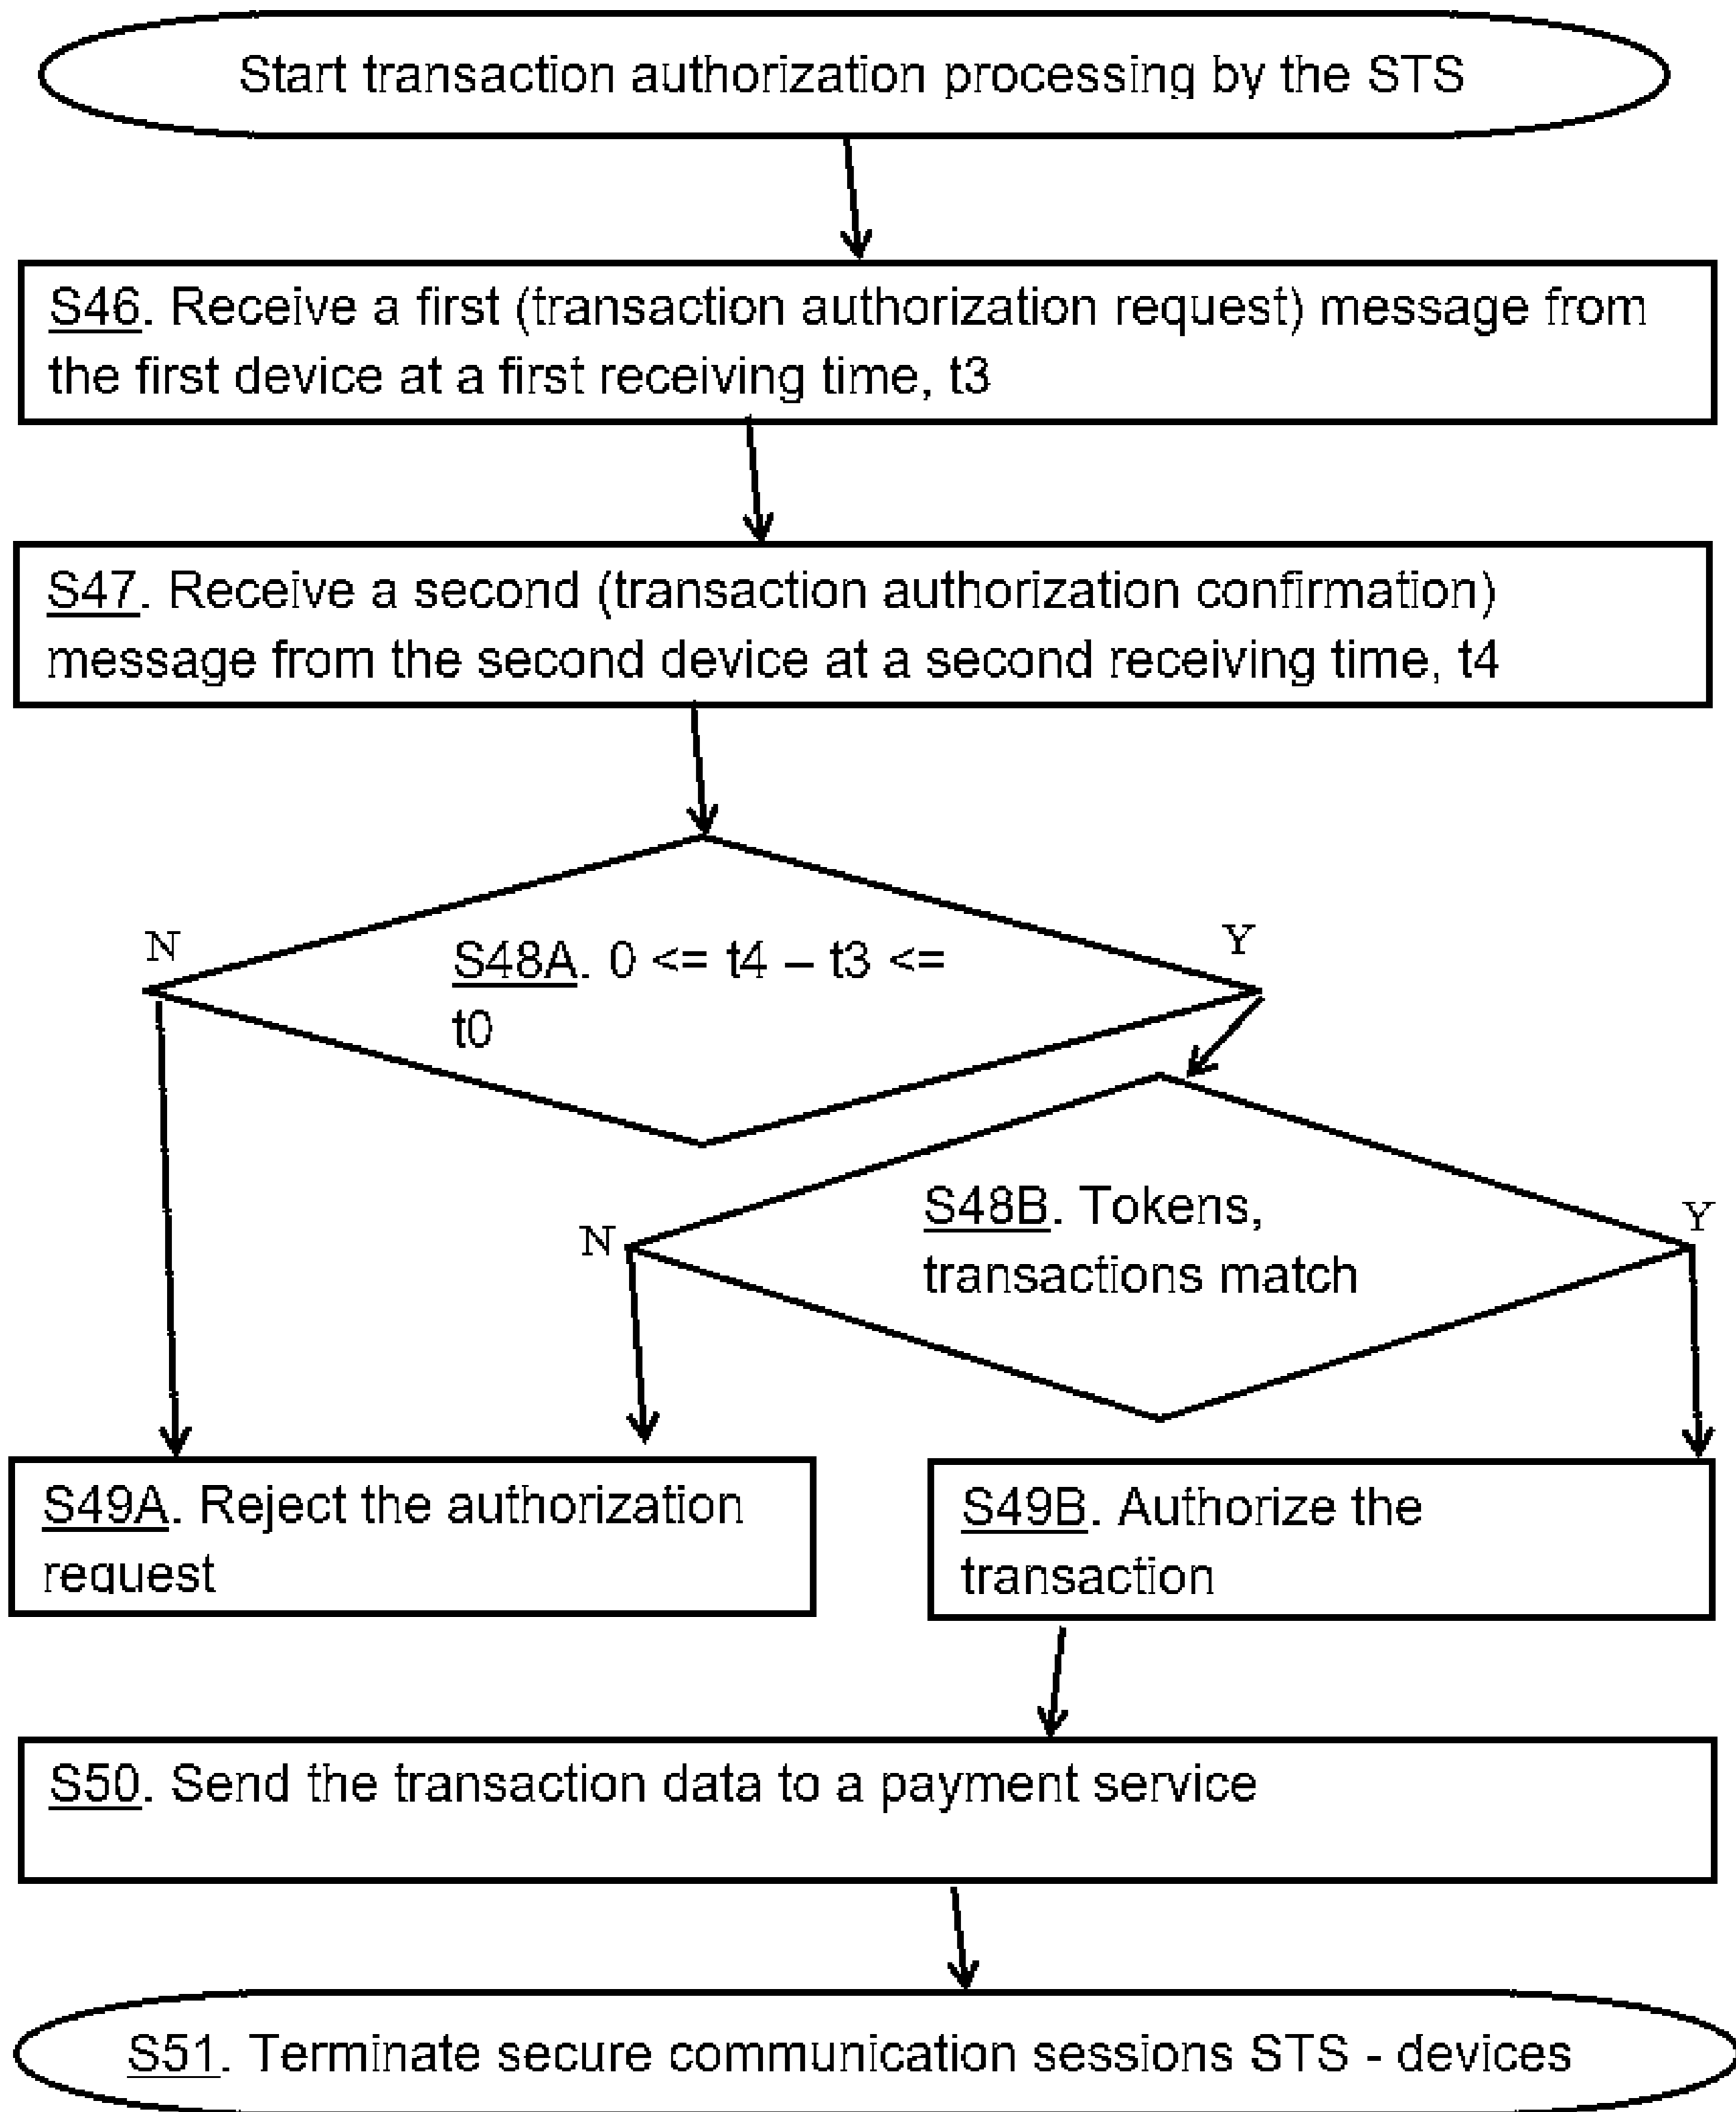 Start transaction authorization processing by the STS
S46. Receive a first (transaction authorization request) message from
the first device at a first receiving time, t3
S47. Receive a second (transaction authorization confirmation)
message from the second device at a second receiving time, t4
N
Y
S48A. 0 <= t4 – t3 <=
t0
S48B. Tokens,
transactions match
N
Y
S49A. Reject the authorization
request
S49B. Authorize the
transaction
S50. Send the transaction data to a payment service
S51. Terminate secure communication sessions STS - devices